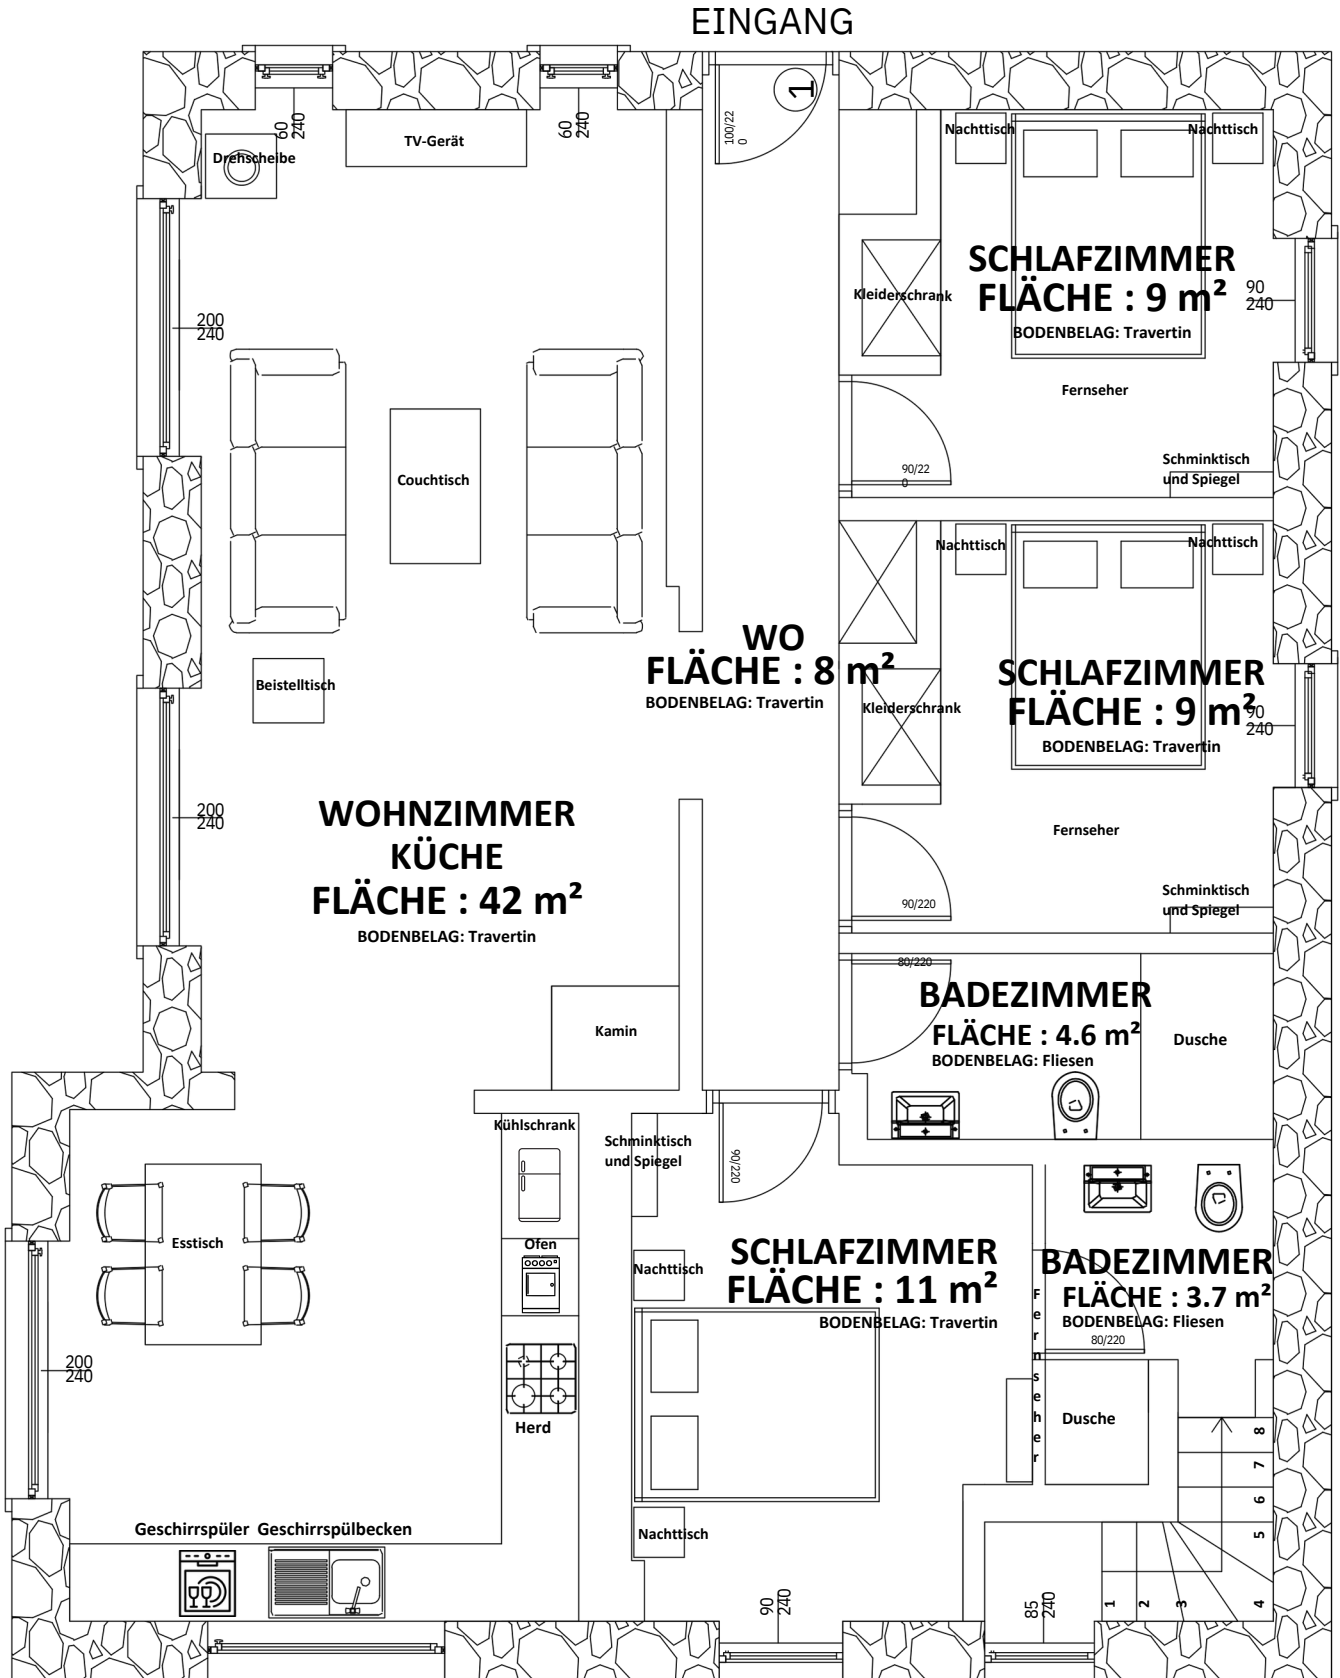 EINGANG
1
100/22
0
60
240
60
240
TV-Gerät
Drehscheibe
Nachttisch
Nachttisch
SCHLAFZIMMER
FLÄCHE : 9 m²
BODENBELAG: Travertin
Kleiderschrank
90
240
200
240
Fernseher
90/22
0
Schminktisch
und Spiegel
Couchtisch
Nachttisch
Nachttisch
WO
FLÄCHE : 8 m²
BODENBELAG: Travertin
SCHLAFZIMMER
FLÄCHE : 9 m²
BODENBELAG: Travertin
Kleiderschrank
90
240
Beistelltisch
200
240
WOHNZIMMER
KÜCHE
FLÄCHE : 42 m²
BODENBELAG: Travertin
Fernseher
90/220
Schminktisch
und Spiegel
80/220
BADEZIMMER
FLÄCHE : 4.6 m²
BODENBELAG: Fliesen
Dusche
Kamin
Kühlschrank
Schminktisch
und Spiegel
90/220
Esstisch
Ofen
Nachttisch
SCHLAFZIMMER
FLÄCHE : 11 m²
BODENBELAG: Travertin
BADEZIMMER
FLÄCHE : 3.7 m²
BODENBELAG: Fliesen
80/220
Fernseher
200
240
Herd
Dusche
Geschirrspüler Geschirrspülbecken
Nachttisch
8
7
6
5
4
3
2
1
90
240
85
240